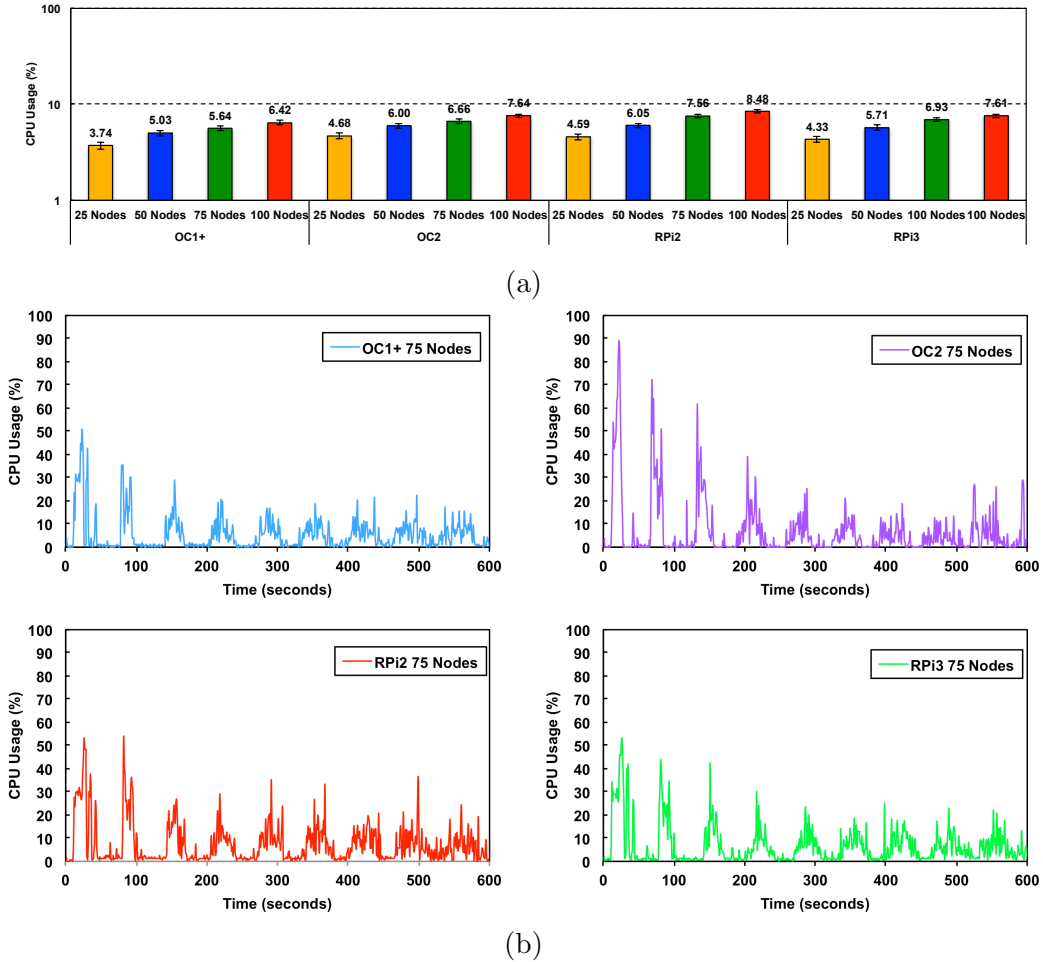 100
10
1
CPU Usage (%)
3.74 5.03 5.64 6.42 4.68 6.00 6.66 7.64 4.59 6.05 7.56 8.48 4.33 5.71 6.93 7.61
25 Nodes 50 Nodes 75 Nodes 100 Nodes 25 Nodes 50 Nodes 75 Nodes 100 Nodes 25 Nodes 50 Nodes 75 Nodes 100 Nodes 25 Nodes 50 Nodes 75 Nodes 100 Nodes
OC1+ OC2 RPi2 RPi3
(a)
100
90
80
70
60
50
40
30
20
10
0
CPU Usage (%)
OC1+ 75 Nodes
0 100 200 300 400 500 600
Time (seconds)
100
90
80
70
60
50
40
30
20
10
0
CPU Usage (%)
OC2 75 Nodes
0 100 200 300 400 500 600
Time (seconds)
100
90
80
70
60
50
40
30
20
10
0
CPU Usage (%)
RPi2 75 Nodes
0 100 200 300 400 500 600
Time (seconds)
100
90
80
70
60
50
40
30
20
10
0
CPU Usage (%)
RPi3 75 Nodes
0 100 200 300 400 500 600
Time (seconds)
(b)